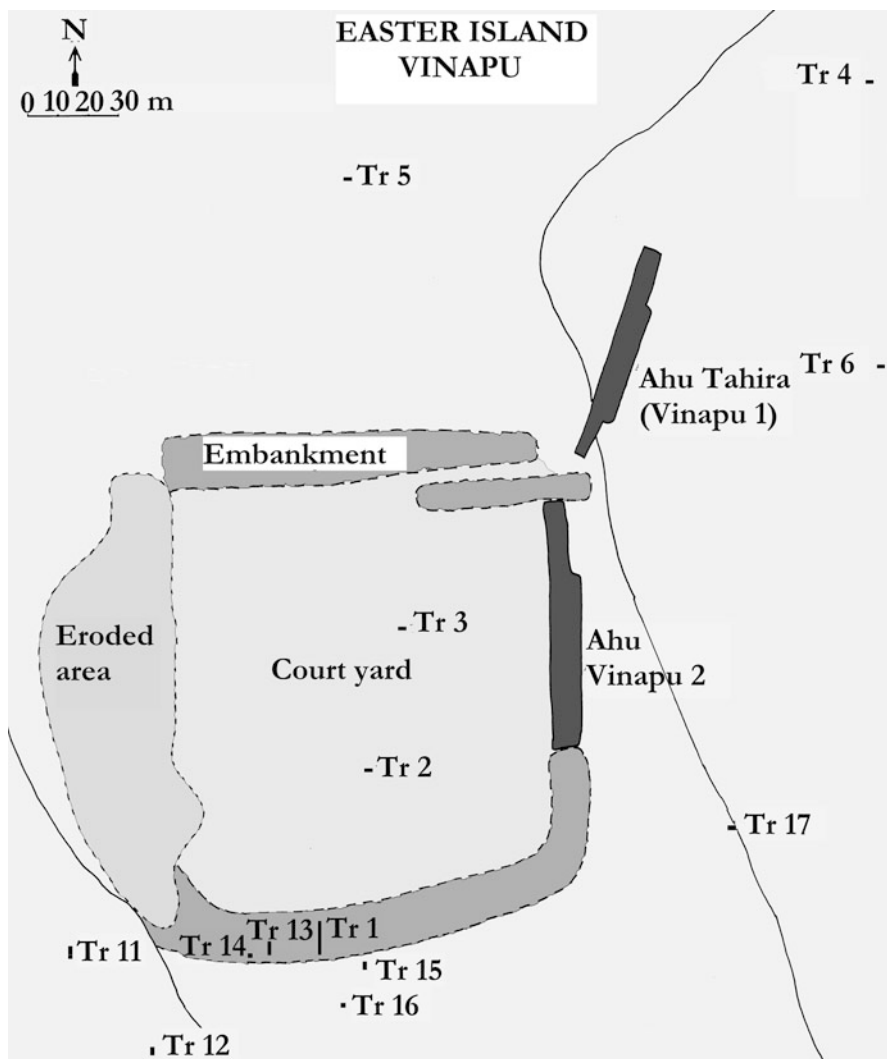 EASTER ISLAND
VINAPU
N
0 10 20 30 m
Tr 4
Tr 5
Ahu Tahira
(Vinapu 1)
Tr 6
Embankment
Eroded
area
Tr 3
Court yard
Ahu
Vinapu 2
Tr 2
Tr 17
Tr 11
Tr 14
Tr 13
Tr 1
Tr 15
Tr 16
Tr 12